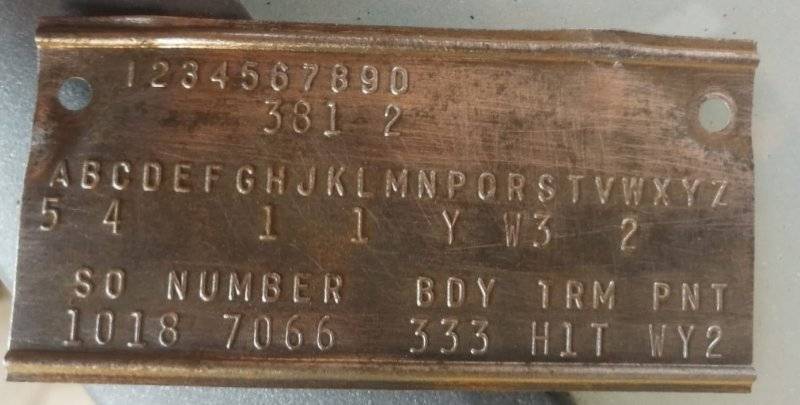 1234567890
381 2
ABCDEFGHJKLMNPQRSTVWXYZ
5 4 1 1 Y W3 2
SO NUMBER BDY TRM PNT
1018 7066 333 H1T WY2